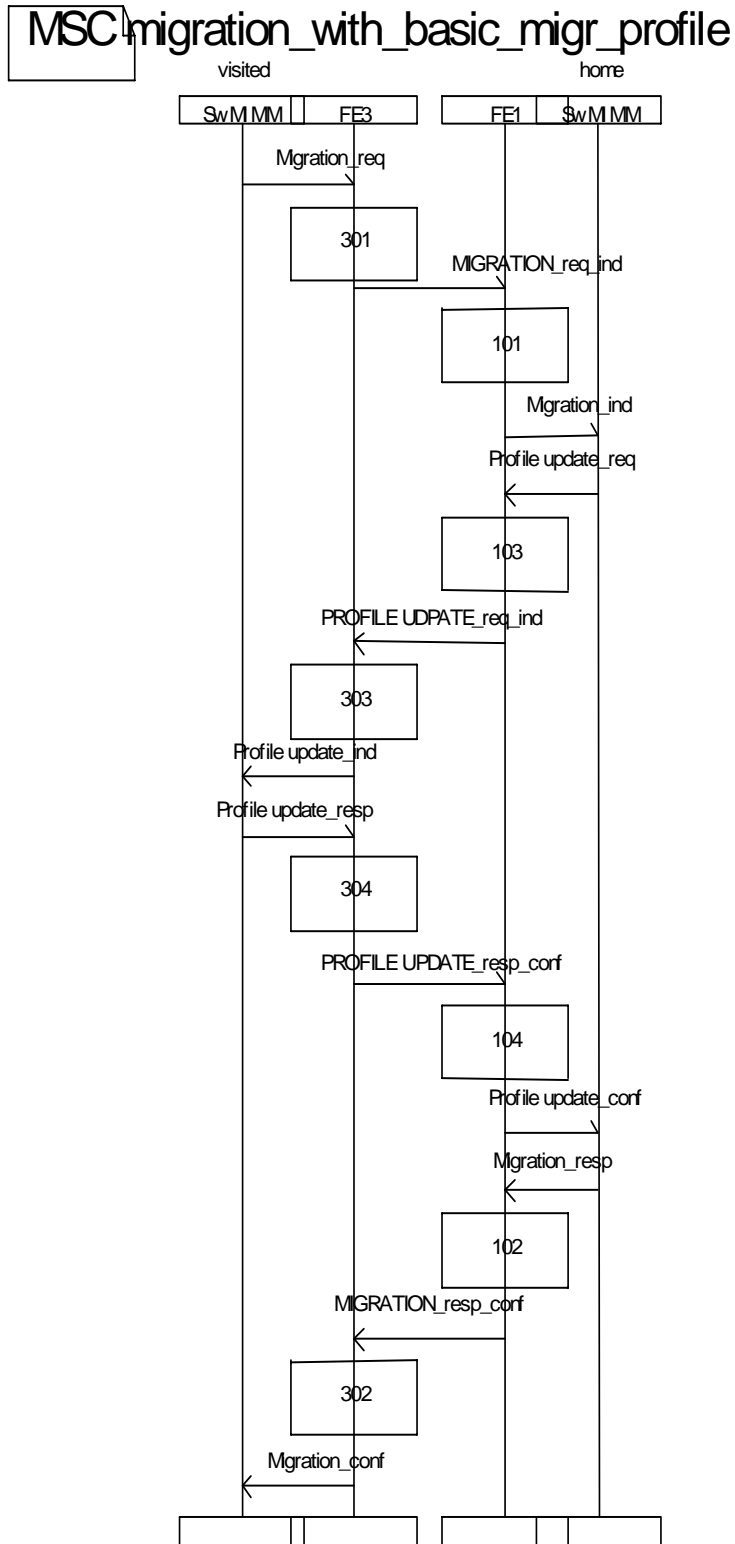 MSC migration_with_basic_migr_profile
visited home
SwMI MM FE3 FE1 SwMI MM
Migration_req
301
MIGRATION_req_ind
101
Migration_ind
Profile update_req
103
PROFILE UDPATE_req_ind
303
Profile update_ind
Profile update_resp
304
PROFILE UPDATE_resp_conf
104
Profile update_conf
Migration_resp
102
MIGRATION_resp_conf
302
Migration_conf